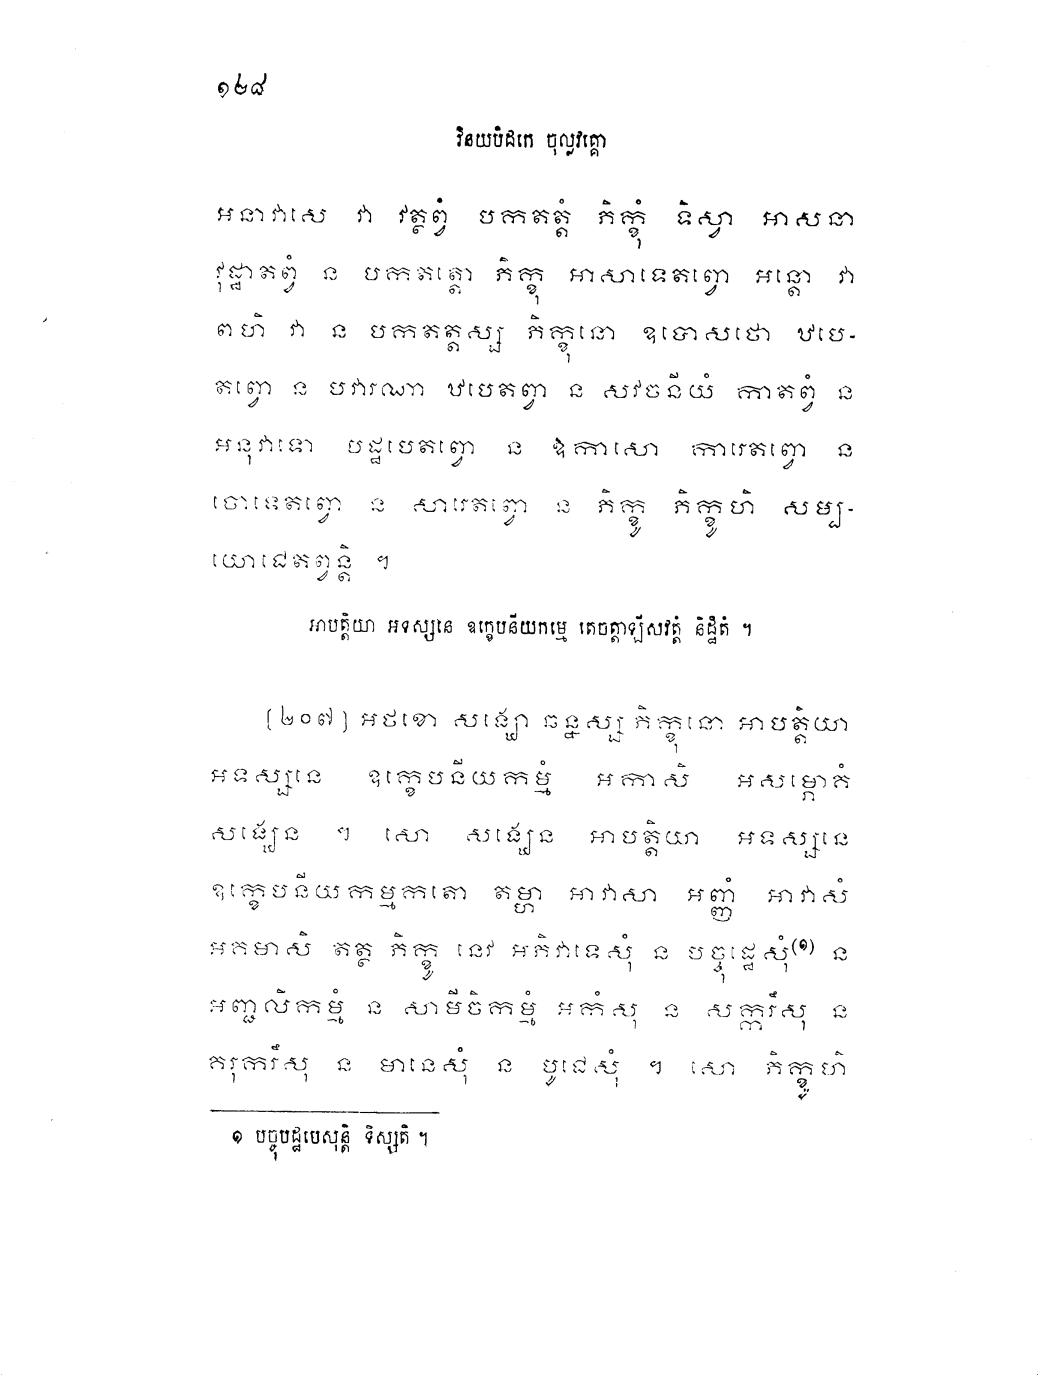 ១២៨
វិនយបិដកេ ចុល្លវគ្គោ
អនាវាសេ វា វត្ថព្វំ បកតត្តំ ភិក្ខុំ ទិស្វា អាសនា
វុដ្ឋាតព្វំ ន បកតត្តោ ភិក្ខុ អាសាទេតព្វោ អន្តោ វា
ពហិ វា ន បកតត្តស្ស ភិក្ខុនោ ឧបោសថោ ឋបេ-
តព្វោ ន បវារណា ឋបេតព្វា ន សវចនីយំ កាតព្វំ ន
អនុវាទោ បដ្ឋបេតព្វោ ន ឱកាសោ ការេតព្វោ ន
ចោទេតព្វោ ន សារេតព្វោ ន ភិក្ខូ ភិក្ខូហិ សម្ប-
យោជេតព្វន្តិ ។
អាបត្តិយា អទស្សនេ ឧក្ខេបនីយកម្មេ តេចត្តាឡីសវត្តំ និដ្ឋិតំ ។
[២០៧] អថខោ សង្ឃោ ឆន្នស្ស ភិក្ខុនោ អាបត្តិយា
អទស្សនេ ឧក្ខេបនីយកម្មំ អកាសិ អសម្ភោគំ
សង្ឃេន ។ សោ សង្ឃេន អាបត្តិយា អទស្សនេ
ឧក្ខេបនីយកម្មកតោ តម្ហា អាវាសា អញ្ញំ អាវាសំ
អគមាសិ តត្ថ ភិក្ខូ នេវ អភិវាទេសុំ ន បច្ចុដ្ឋេសុំ(១) ន
អញ្ជលិកម្មំ ន សាមីចិកម្មំ អកំសុ ន សក្ករឹសុ ន
គរុករឹសុ ន មានេសុំ ន បូជេសុំ ។ សោ ភិក្ខូហិ
១ បច្ចុបដ្ឋបេសុន្តិ ទិស្សតិ ។